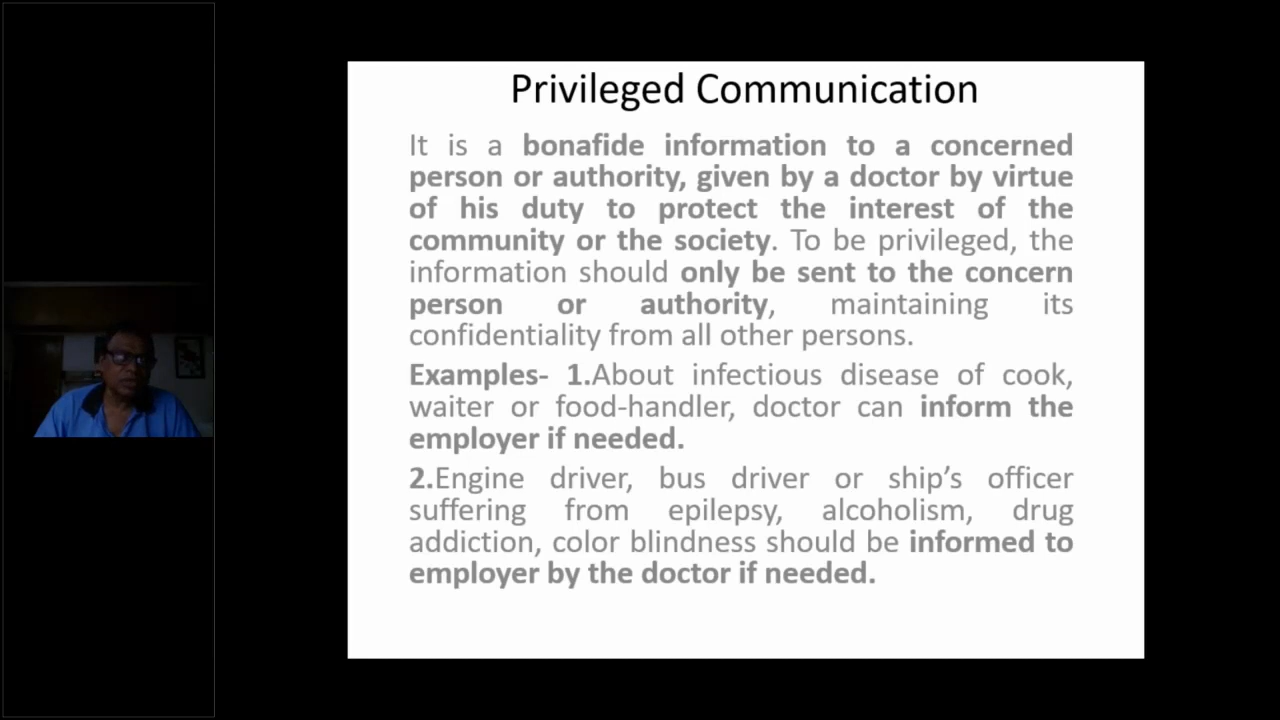 Privileged Communication
It is a bonafide information to a concerned
person or authority, given by a doctor by virtue
of his duty to protect the interest of the
community or the society. To be privileged, the
information should only be sent to the concern
person or authority, maintaining its
confidentiality from all other persons.
Examples- 1.About infectious disease of cook,
waiter or food-handler, doctor can inform the
employer if needed.
2.Engine driver, bus driver or ship's officer
suffering from epilepsy, alcoholism, drug
addiction, color blindness should be informed to
employer by the doctor if needed.